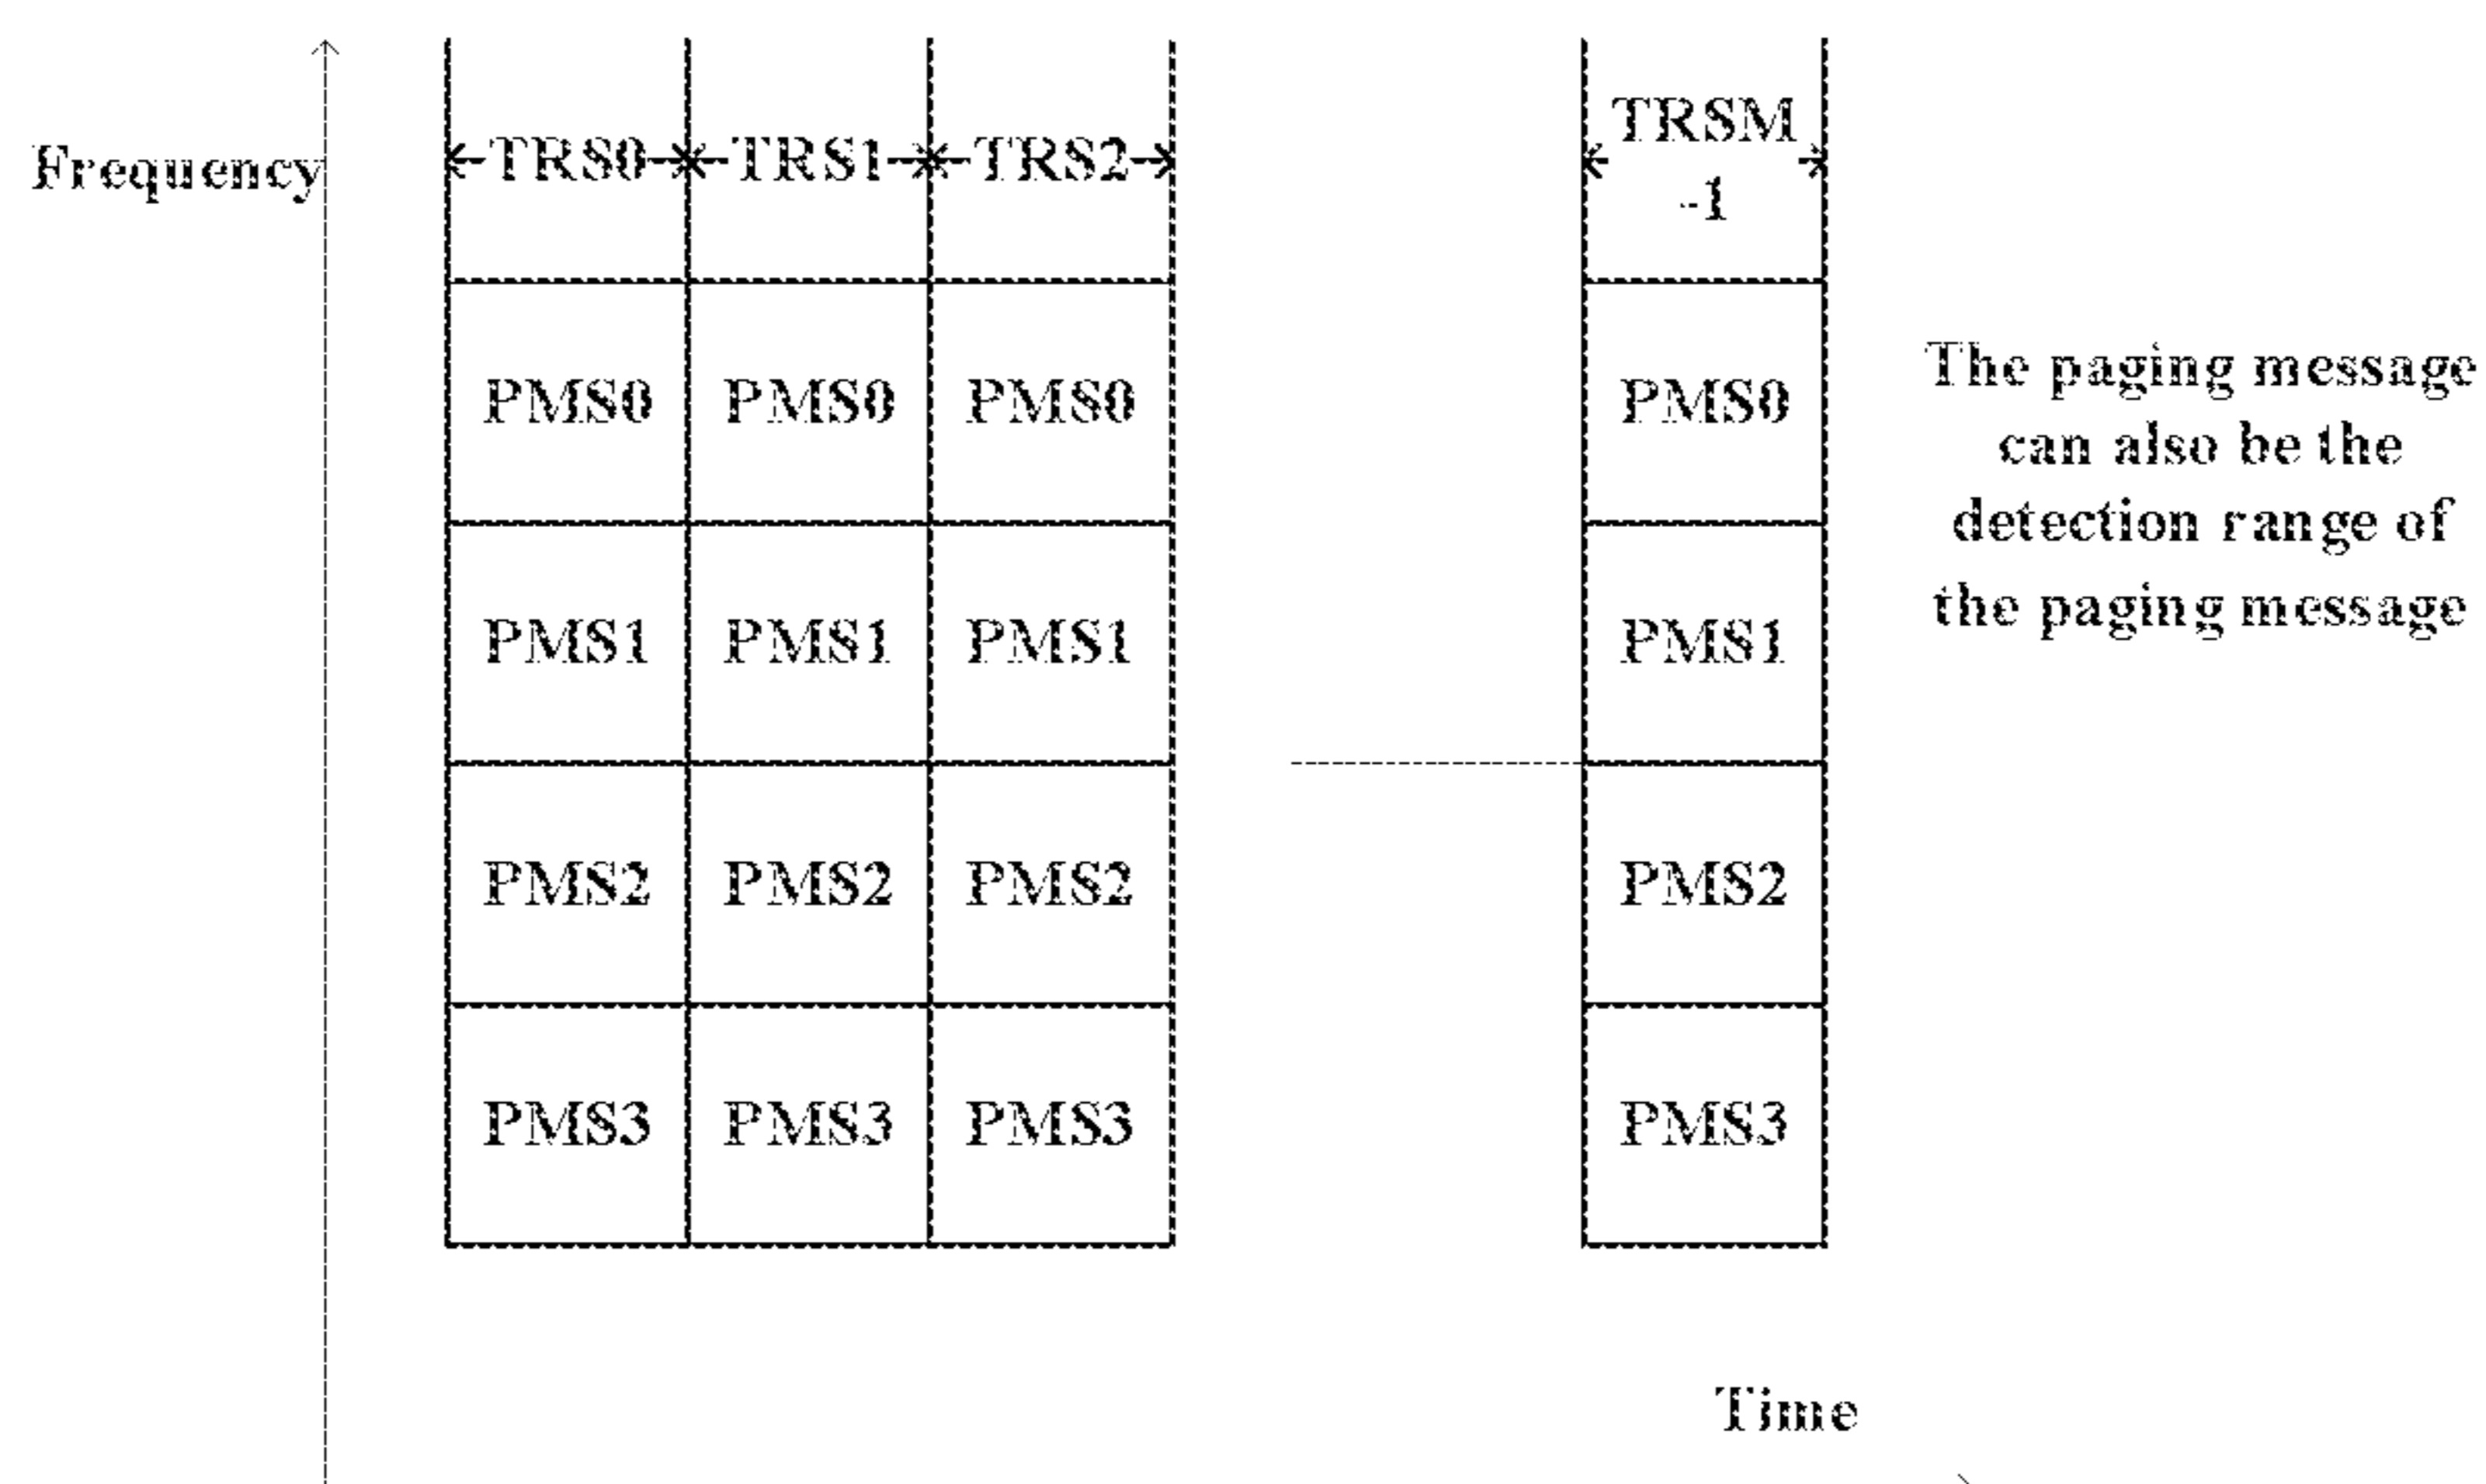 Frequency
TRS0 TRS1 TRS2 TRSM
-1
PMS0 PMS0 PMS0 PMS0
PMS1 PMS1 PMS1 PMS1
PMS2 PMS2 PMS2 PMS2
PMS3 PMS3 PMS3 PMS3
The paging message
can also be the
detection range of
the paging message
Time